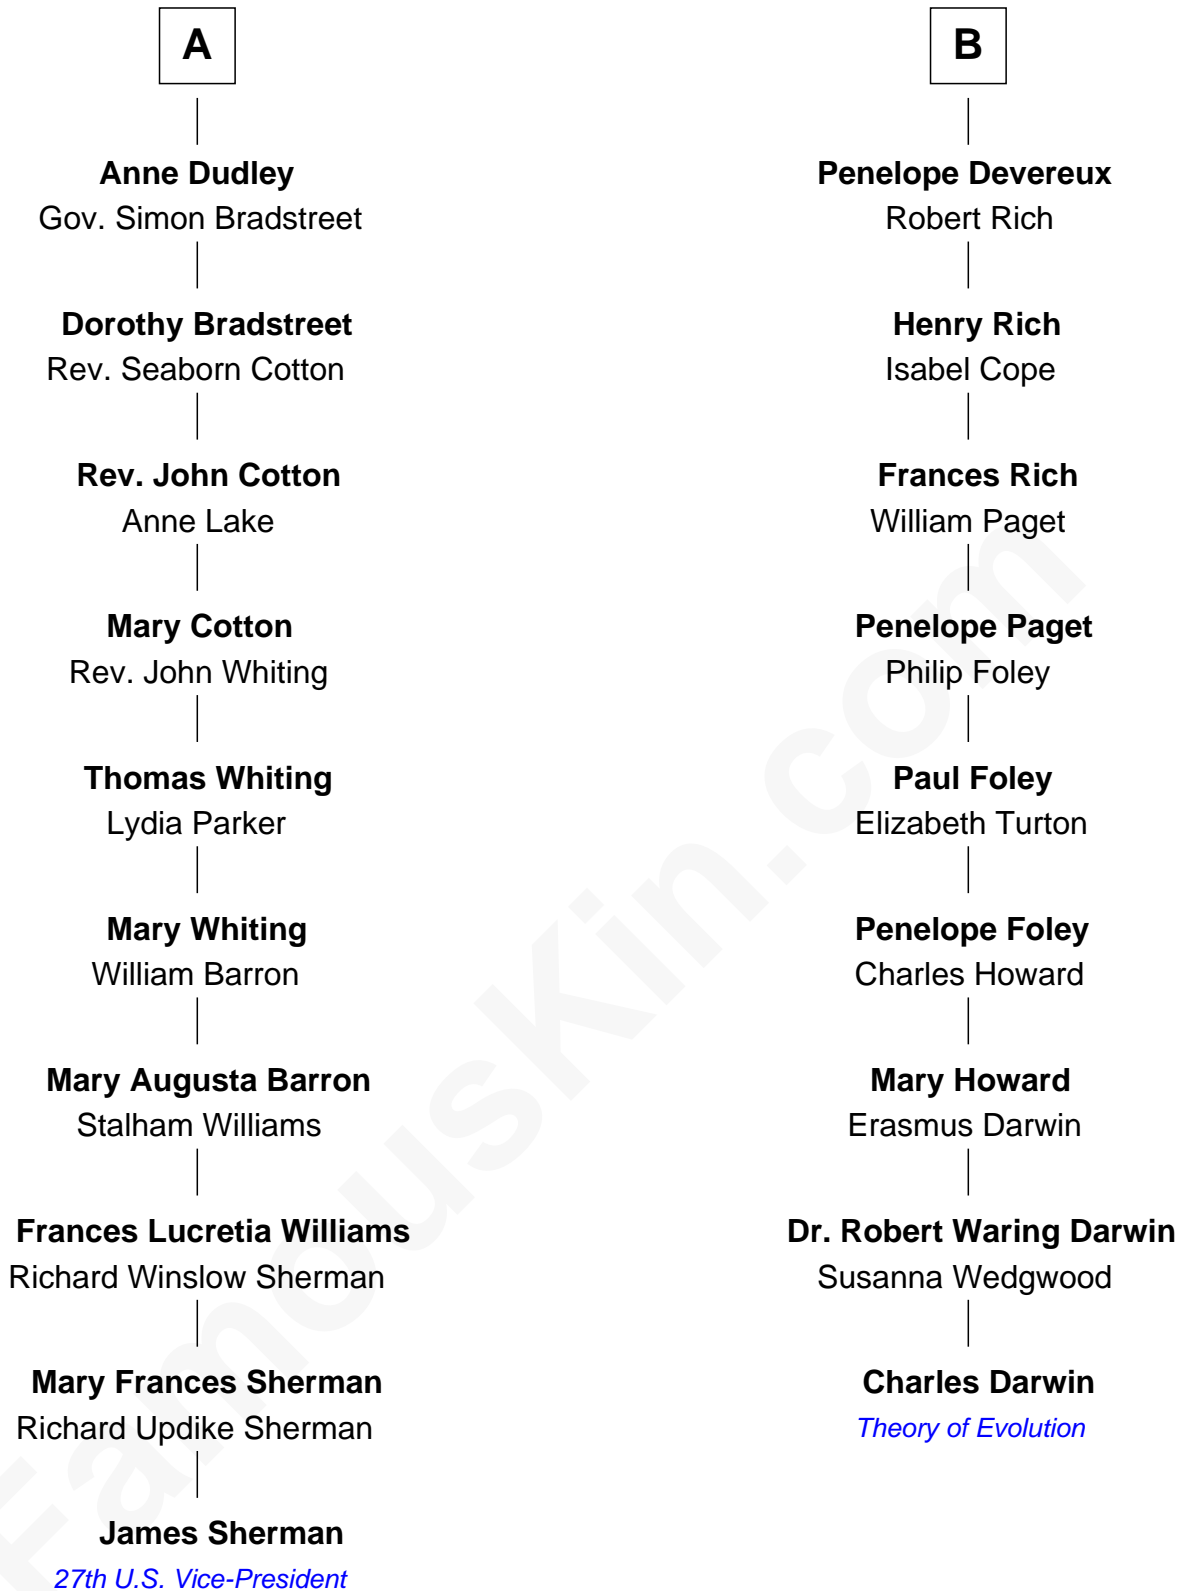 A
Anne Dudley
Gov. Simon Bradstreet
Dorothy Bradstreet
Rev. Seaborn Cotton
Rev. John Cotton
Anne Lake
Mary Cotton
Rev. John Whiting
Thomas Whiting
Lydia Parker
Mary Whiting
William Barron
Mary Augusta Barron
Stalham Williams
Frances Lucretia Williams
Richard Winslow Sherman
Mary Frances Sherman
Richard Updike Sherman
James Sherman
27th U.S. Vice-President
B
Penelope Devereux
Robert Rich
Henry Rich
Isabel Cope
Frances Rich
William Paget
Penelope Paget
Philip Foley
Paul Foley
Elizabeth Turton
Penelope Foley
Charles Howard
Mary Howard
Erasmus Darwin
Dr. Robert Waring Darwin
Susanna Wedgwood
Charles Darwin
Theory of Evolution
FamousKin.com